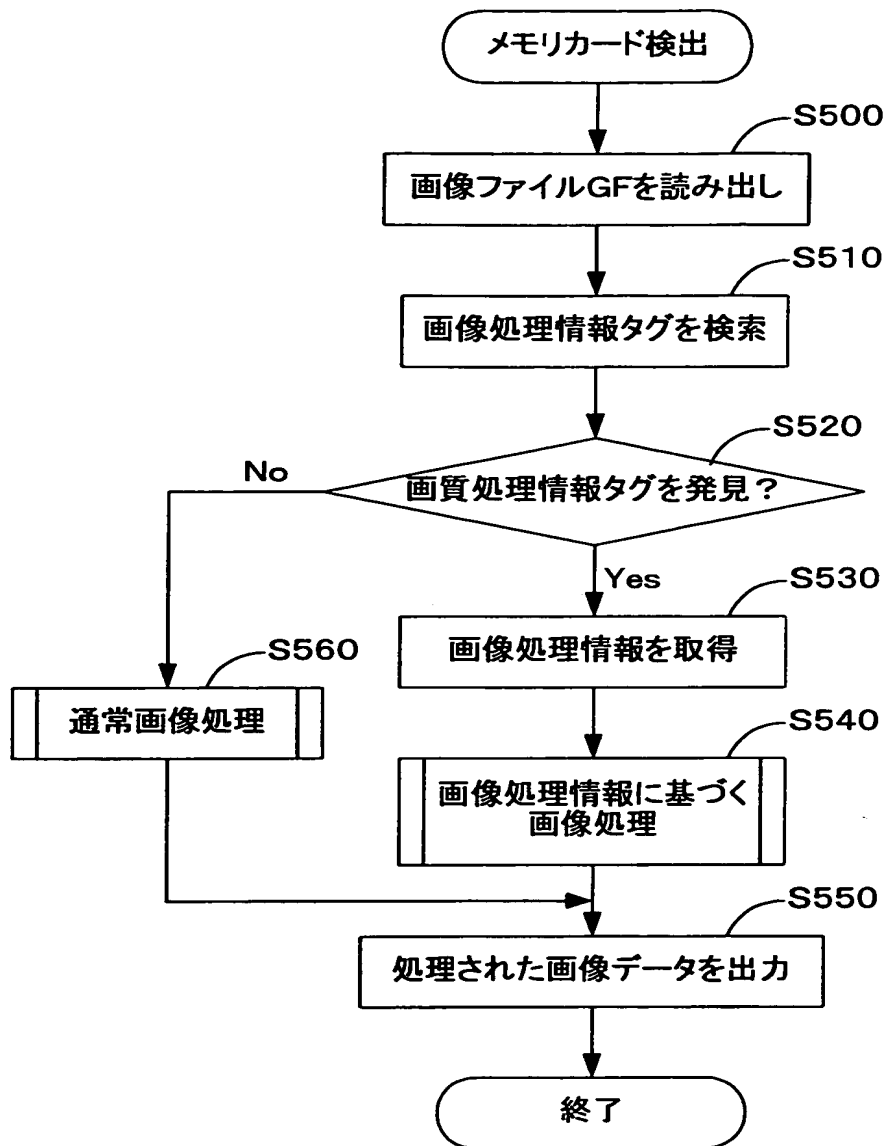 メモリカード検出
S500
画像ファイルGFを読み出し
S510
画像処理情報タグを検索
S520
画質処理情報タグを発見?
No
Yes
S530
画像処理情報を取得
S560
通常画像処理
S540
画像処理情報に基づく
画像処理
S550
処理された画像データを出力
終了